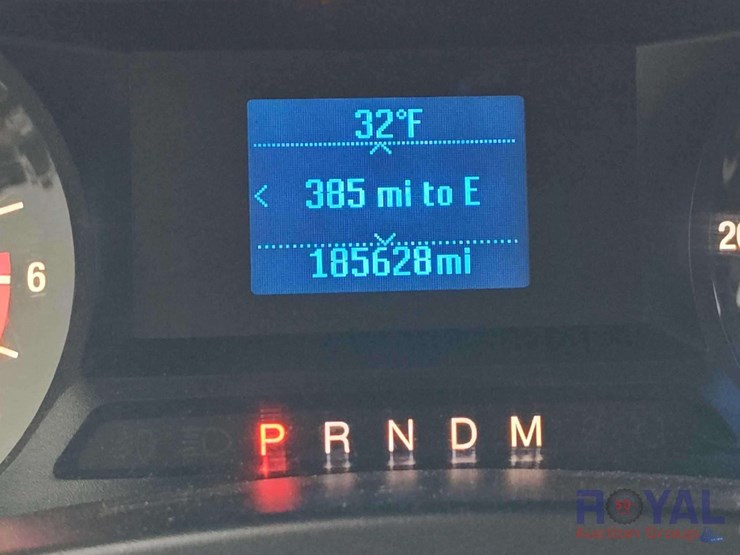 32°F
385 mi to E
185628mi
6
20
P R N D M
ROYAL
Auction Group